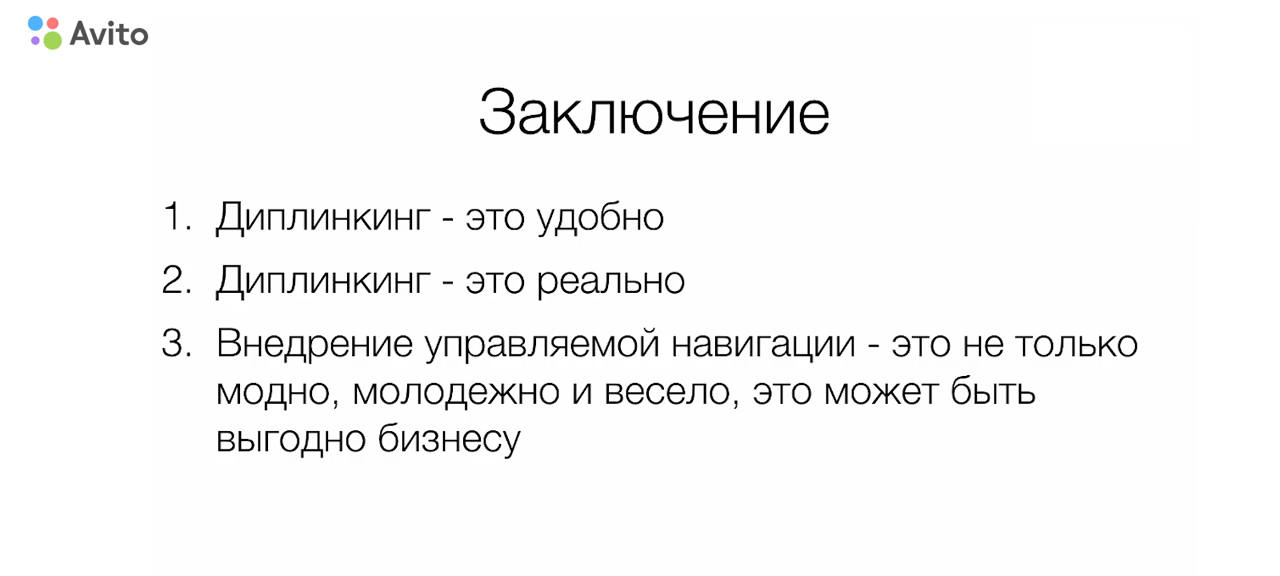 Avito
Заключение
1. Диплинкинг - это удобно
2. Диплинкинг - это реально
3. Внедрение управляемой навигации - это не только
модно, молодежно и весело, это может быть
выгодно бизнесу